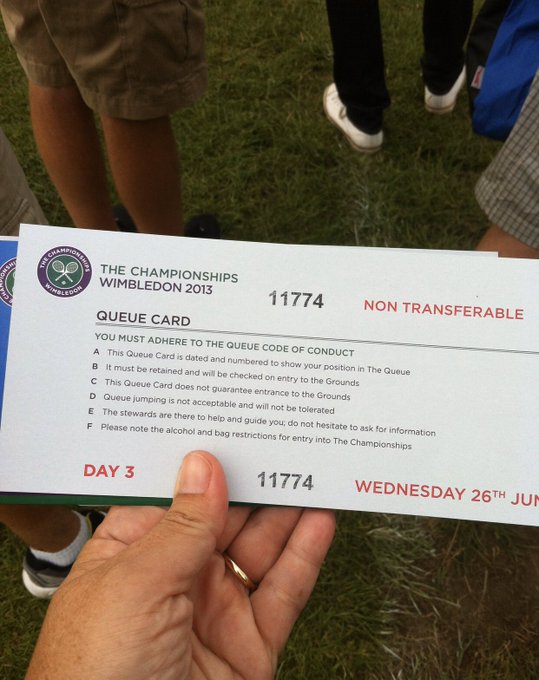 THE CHAMPIONSHIPS
WIMBLEDON
THE CHAMPIONSHIPS
WIMBLEDON 2013
11774
NON TRANSFERABLE
QUEUE CARD
YOU MUST ADHERE TO THE QUEUE CODE OF CONDUCT
A This Queue Card is dated and numbered to show your position in The Queue
B It must be retained and will be checked on entry to the Grounds
C This Queue Card does not guarantee entrance to the Grounds
D Queue jumping is not acceptable and will not be tolerated
E The stewards are there to help and guide you; do not hesitate to ask for information
F Please note the alcohol and bag restrictions for entry into The Championships
DAY 3
11774
WEDNESDAY 26TH JUN